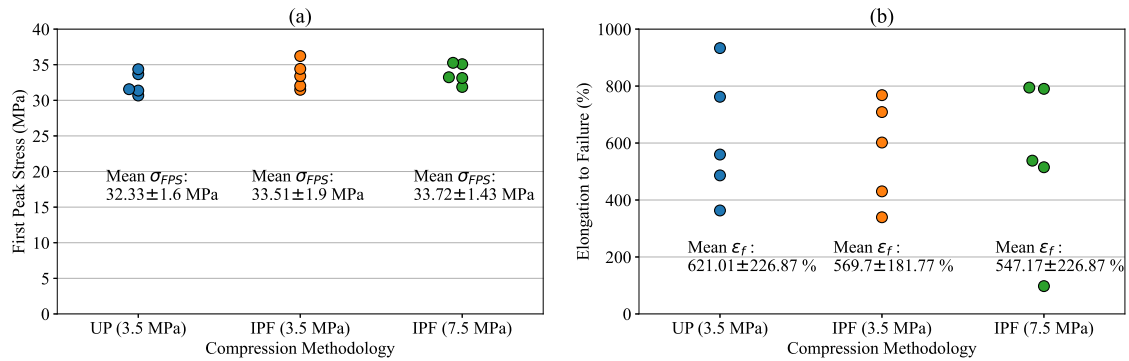 (a)
40
35
30
25
20
15
10
5
0
First Peak Stress (MPa)
Mean σFPS:
32.33±1.6 MPa
Mean σFPS:
33.51±1.9 MPa
Mean σFPS:
33.72±1.43 MPa
UP (3.5 MPa)
IPF (3.5 MPa)
IPF (7.5 MPa)
Compression Methodology
(b)
1000
800
600
400
200
0
Elongation to Failure (%)
Mean εf:
621.01±226.87 %
Mean εf:
569.7±181.77 %
Mean εf:
547.17±226.87 %
UP (3.5 MPa)
IPF (3.5 MPa)
IPF (7.5 MPa)
Compression Methodology